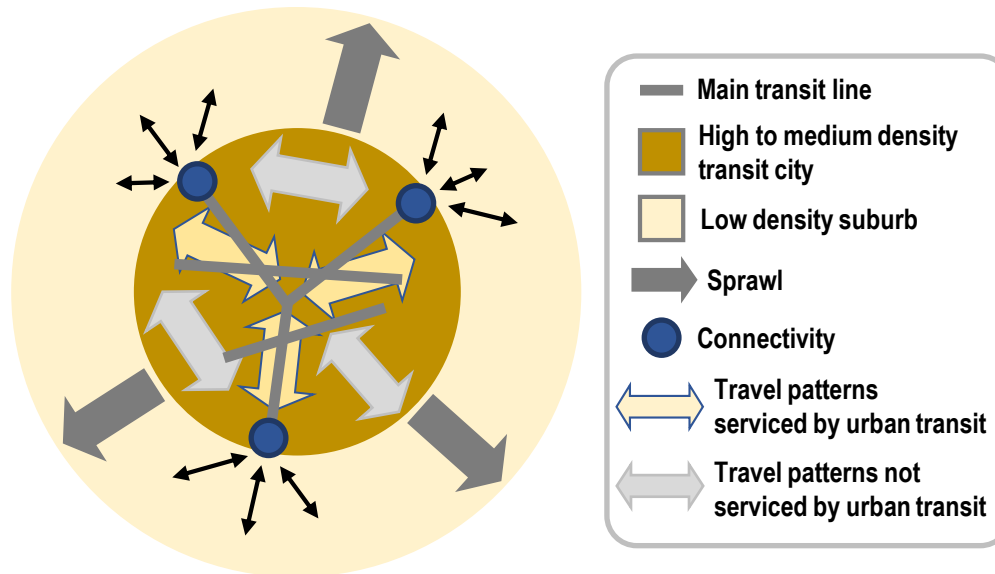 Main transit line
High to medium density
transit city
Low density suburb
Sprawl
Connectivity
Travel patterns
serviced by urban transit
Travel patterns not
serviced by urban transit